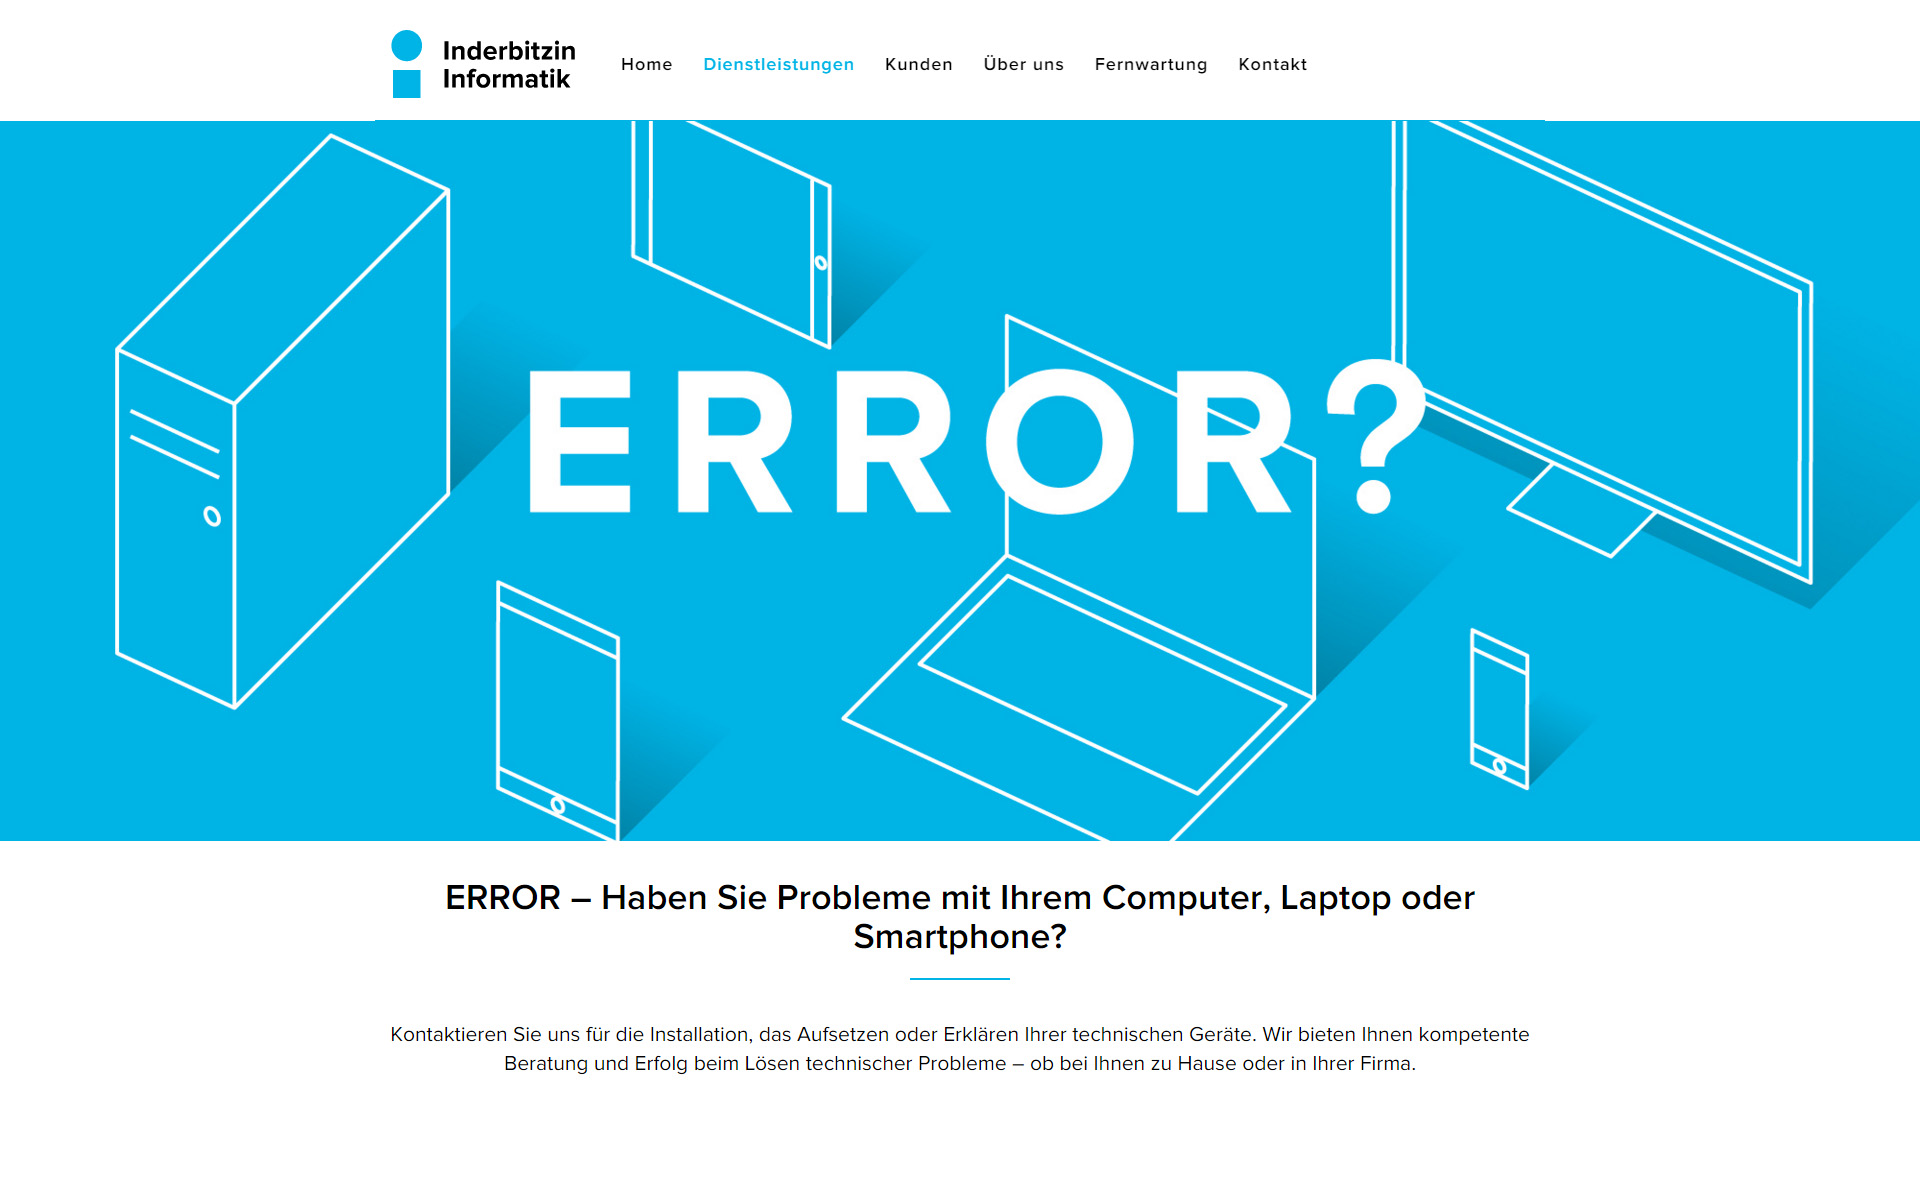 Inderbitzin
Informatik
Home Dienstleistungen Kunden Über uns Fernwartung Kontakt
ERROR?
ERROR – Haben Sie Probleme mit Ihrem Computer, Laptop oder
Smartphone?
Kontaktieren Sie uns für die Installation, das Aufsetzen oder Erklären Ihrer technischen Geräte. Wir bieten Ihnen kompetente
Beratung und Erfolg beim Lösen technischer Probleme – ob bei Ihnen zu Hause oder in Ihrer Firma.